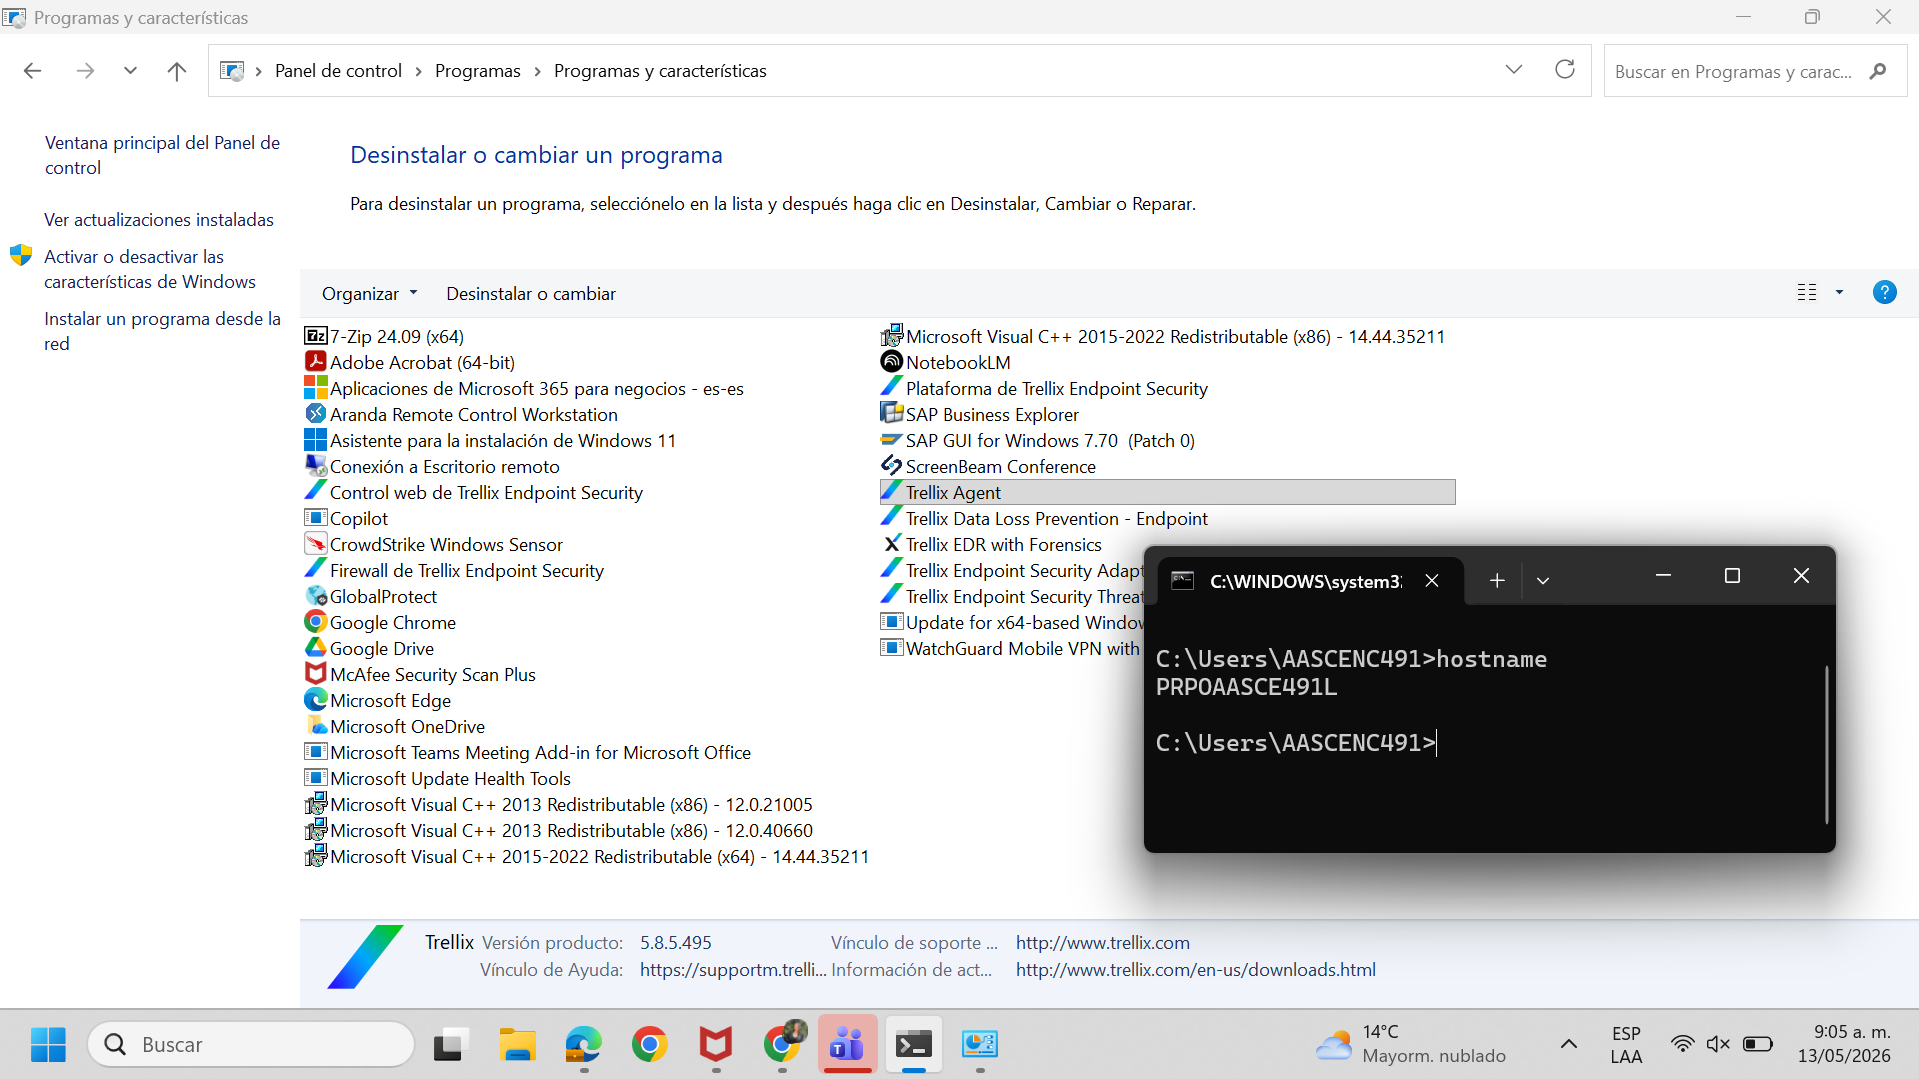 Programas y características
Panel de control > Programas > Programas y características
Buscar en Programas y carac...
Ventana principal del Panel de
control
Ver actualizaciones instaladas
Activar o desactivar las
características de Windows
Instalar un programa desde la
red
Desinstalar o cambiar un programa
Para desinstalar un programa, selecciónelo en la lista y después haga clic en Desinstalar, Cambiar o Reparar.
Organizar
Desinstalar o cambiar
7-Zip 24.09 (x64)
Adobe Acrobat (64-bit)
Aplicaciones de Microsoft 365 para negocios - es-es
Aranda Remote Control Workstation
Asistente para la instalación de Windows 11
Conexión a Escritorio remoto
Control web de Trellix Endpoint Security
Copilot
CrowdStrike Windows Sensor
Firewall de Trellix Endpoint Security
GlobalProtect
Google Chrome
Google Drive
McAfee Security Scan Plus
Microsoft Edge
Microsoft OneDrive
Microsoft Teams Meeting Add-in for Microsoft Office
Microsoft Update Health Tools
Microsoft Visual C++ 2013 Redistributable (x86) - 12.0.21005
Microsoft Visual C++ 2013 Redistributable (x86) - 12.0.40660
Microsoft Visual C++ 2015-2022 Redistributable (x64) - 14.44.35211
Microsoft Visual C++ 2015-2022 Redistributable (x86) - 14.44.35211
NotebookLM
Plataforma de Trellix Endpoint Security
SAP Business Explorer
SAP GUI for Windows 7.70 (Patch 0)
ScreenBeam Conference
Trellix Agent
Trellix Data Loss Prevention - Endpoint
Trellix EDR with Forensics
Trellix Endpoint Security Adapt
Trellix Endpoint Security Threat
Update for x64-based Window
WatchGuard Mobile VPN with
C:\WINDOWS\system32
C:\Users\AASCENC491>hostname
PRPOAASCE491L
C:\Users\AASCENC491>
Trellix Versión producto: 5.8.5.495 Vínculo de soporte ... http://www.trellix.com
Vínculo de Ayuda: https://supportm.trelli... Información de act... http://www.trellix.com/en-us/downloads.html
Buscar
14°C
Mayorm. nublado
ESP
LAA
9:05 a. m.
13/05/2026